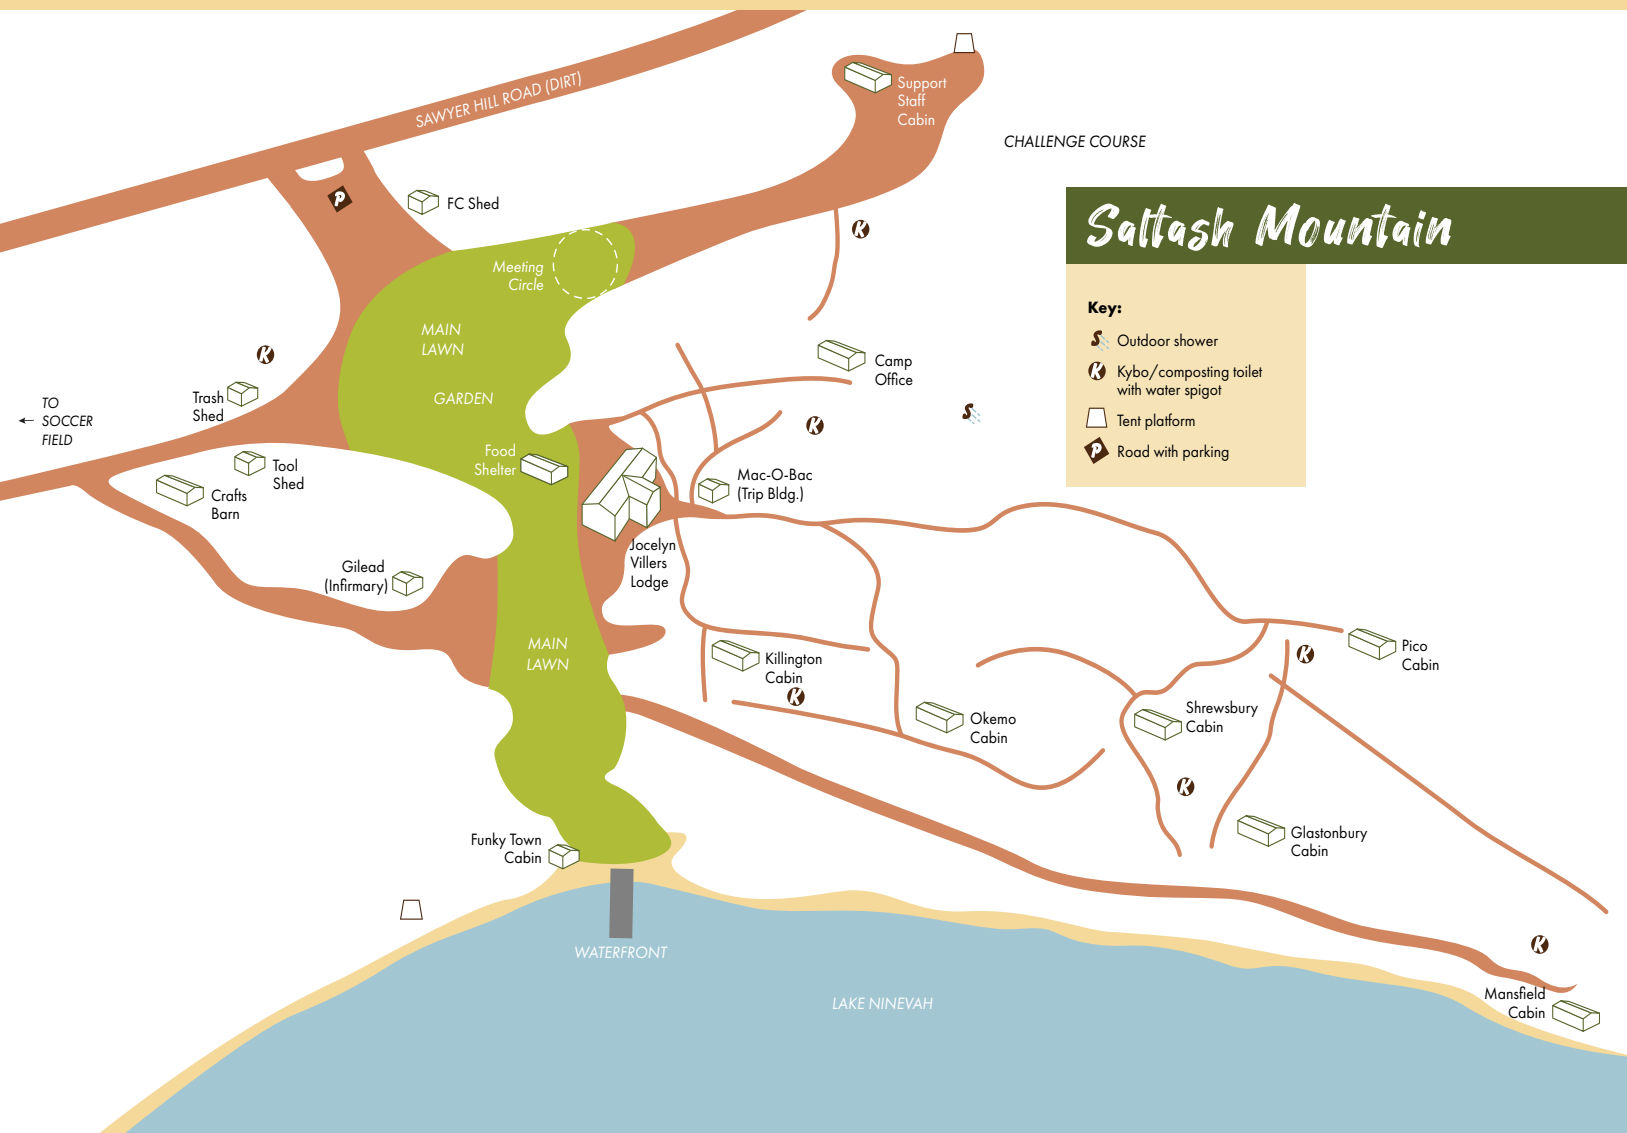 SAWYER HILL ROAD (DIRT)
Support
Staff
Cabin
CHALLENGE COURSE
P
FC Shed
Saltash Mountain
K
Meeting
Circle
Key:
S Outdoor shower
K Kybo/composting toilet
with water spigot
Tent platform
P Road with parking
MAIN
LAWN
K
Camp
Office
GARDEN
Trash
Shed
TO
SOCCER
FIELD
S
K
Food
Shelter
Tool
Shed
Crafts
Barn
Mac-O-Bac
(Trip Bldg.)
Jocelyn
Villers
Lodge
Gilead
(Infirmary)
MAIN
LAWN
Killington
Cabin
K
K
Pico
Cabin
Okemo
Cabin
Shrewsbury
Cabin
K
Glastonbury
Cabin
Funky Town
Cabin
WATERFRONT
LAKE NINEVAH
K
Mansfield
Cabin